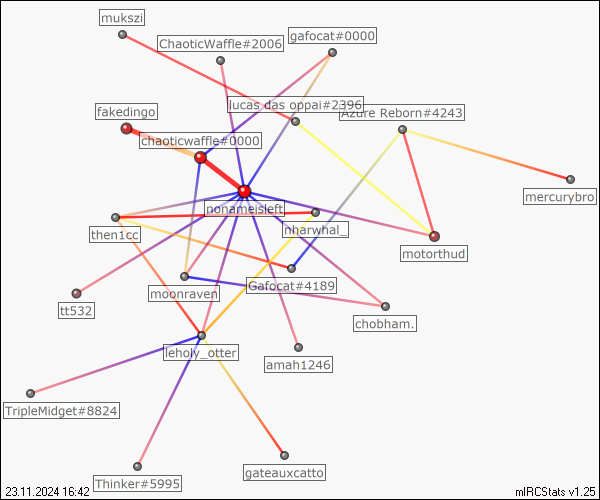 mukszi
ChaoticWaffle#2006
gafocat#0000
fakedingo
lucas das oppai#2396
Azure Reborn#4243
chaoticwaffle#0000
mercurybro
nonameisleft
then1cc
nharwhal_
motorthud
moonraven
Gafocat#4189
tt532
chobham.
leholy_otter
amah1246
TripleMidget#8824
Thinker#5995
gateauxcatto
23.11.2024 16:42
mIRCStats v1.25